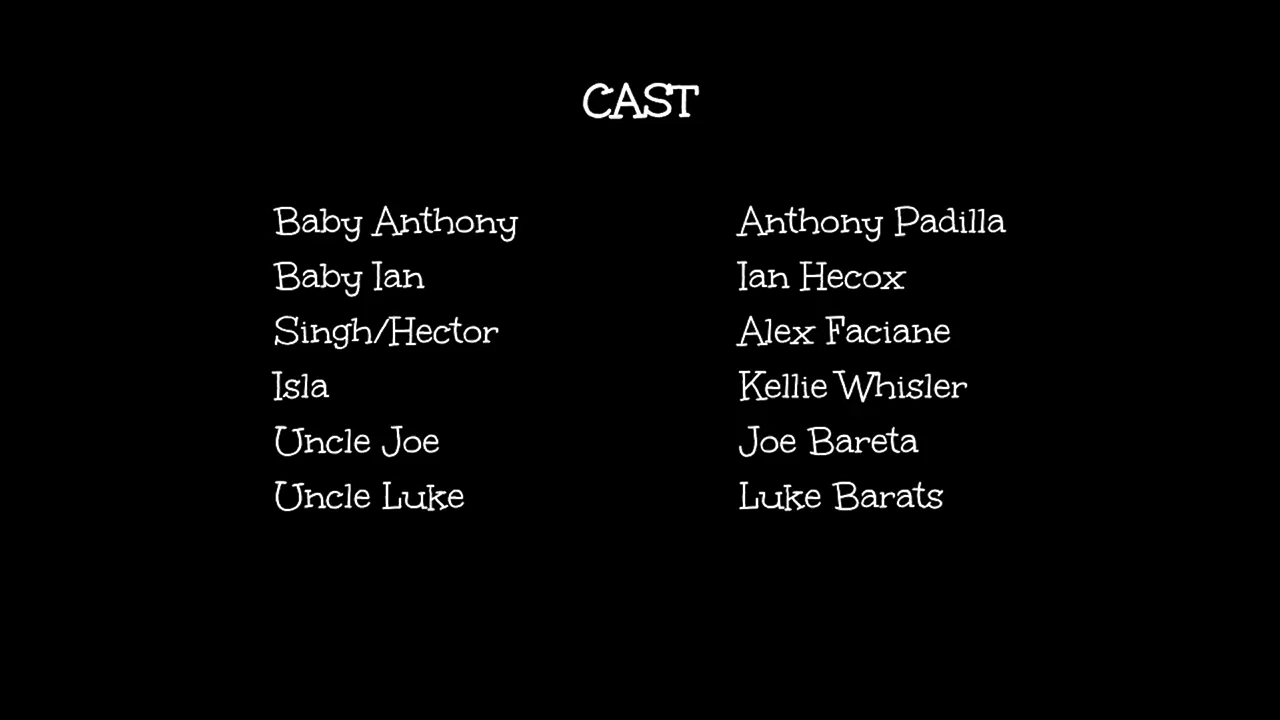 CAST
Baby Anthony Anthony Padilla
Baby Ian Ian Hecox
Singh/Hector Alex Faciane
Isla Kellie Whisler
Uncle Joe Joe Bareta
Uncle Luke Luke Barats